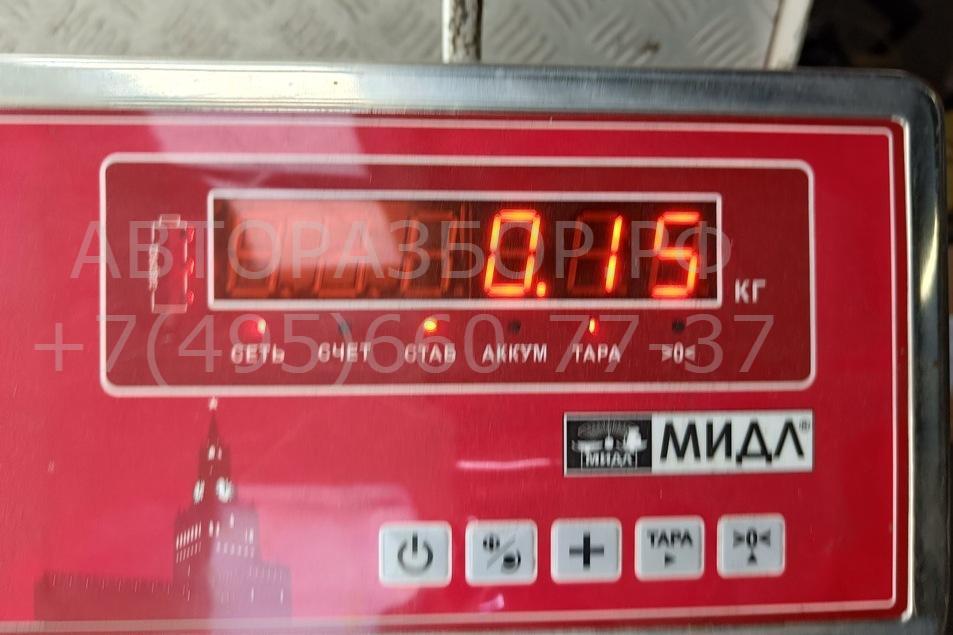 АВТОРАЗБОР.РФ
0.15
КГ
+7(495)660-77-37
СЕТЬ СЧЕТ СТАБ АККУМ ТАРА >0<
МИДЛ МИДЛ®
ТАРА >0<